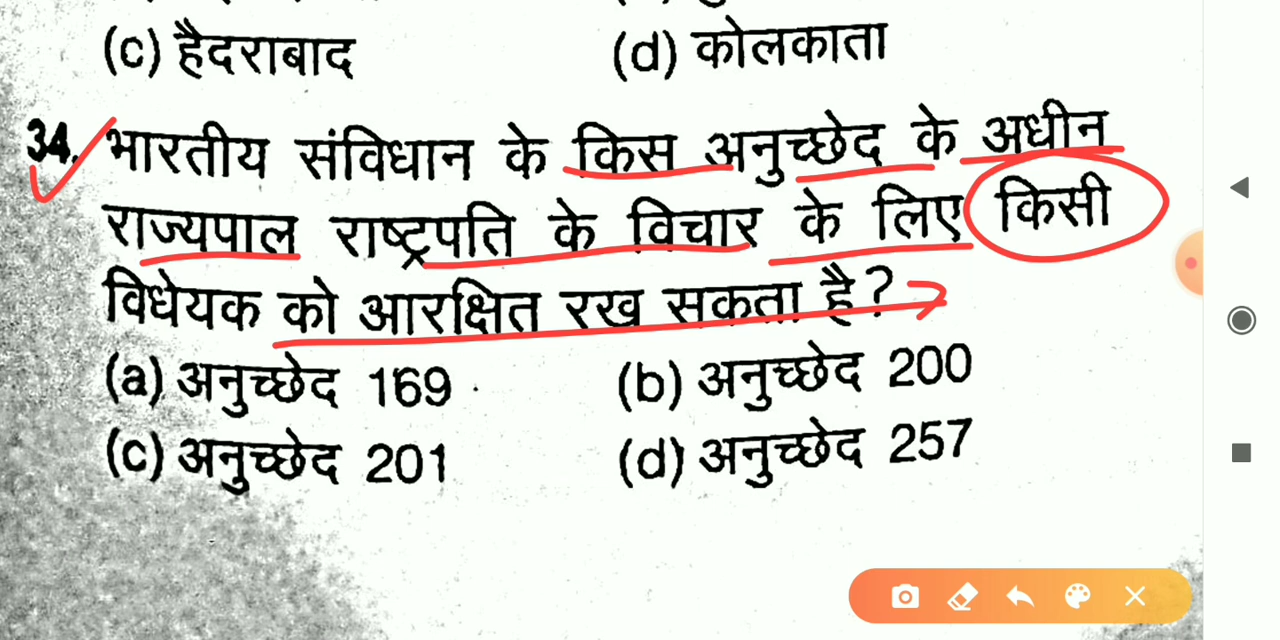 (c) हैदराबाद (d) कोलकाता
34. भारतीय संविधान के किस अनुच्छेद के अधीन
राज्यपाल राष्ट्रपति के विचार के लिए किसी
विधेयक को आरक्षित रख सकता है?
(a) अनुच्छेद 169 (b) अनुच्छेद 200
(c) अनुच्छेद 201 (d) अनुच्छेद 257